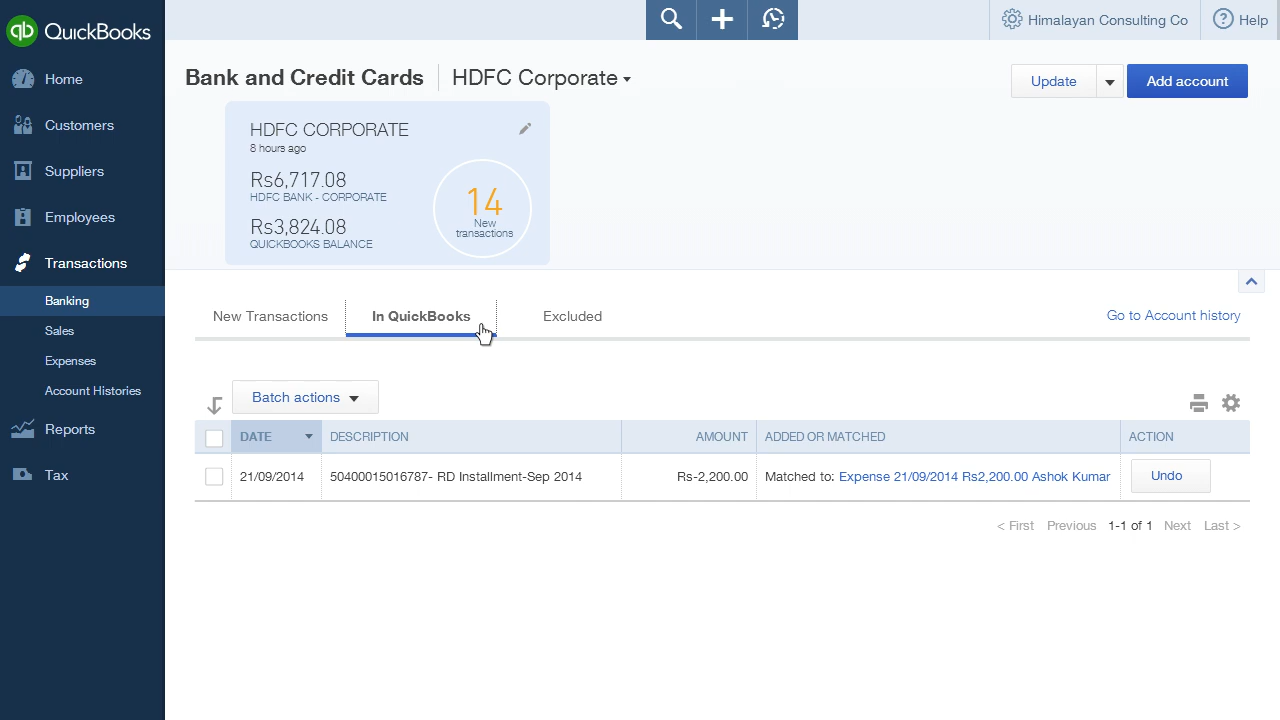 qb QuickBooks
Himalayan Consulting Co
? Help
Home
Customers
Suppliers
Employees
Transactions
Banking
Sales
Expenses
Account Histories
Reports
Tax
Bank and Credit Cards
HDFC Corporate
Update
Add account
HDFC CORPORATE
8 hours ago
Rs6,717.08
HDFC BANK - CORPORATE
Rs3,824.08
QUICKBOOKS BALANCE
14
New
transactions
New Transactions
In QuickBooks
Excluded
Go to Account history
Batch actions
DATE DESCRIPTION AMOUNT ADDED OR MATCHED ACTION
21/09/2014 50400015016787- RD Installment-Sep 2014 Rs-2,200.00 Matched to: Expense 21/09/2014 Rs2,200.00 Ashok Kumar Undo
< First Previous 1-1 of 1 Next Last >